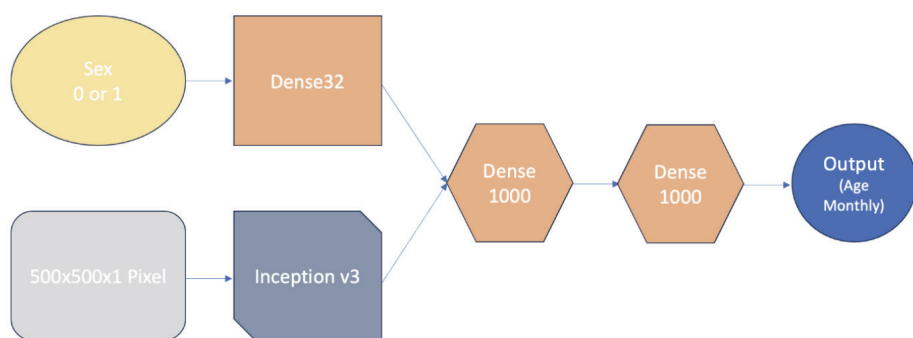 Sex
0 or 1
Dense32
Dense
1000
Dense
1000
Output
(Age
Monthly)
500x500x1 Pixel
Inception v3